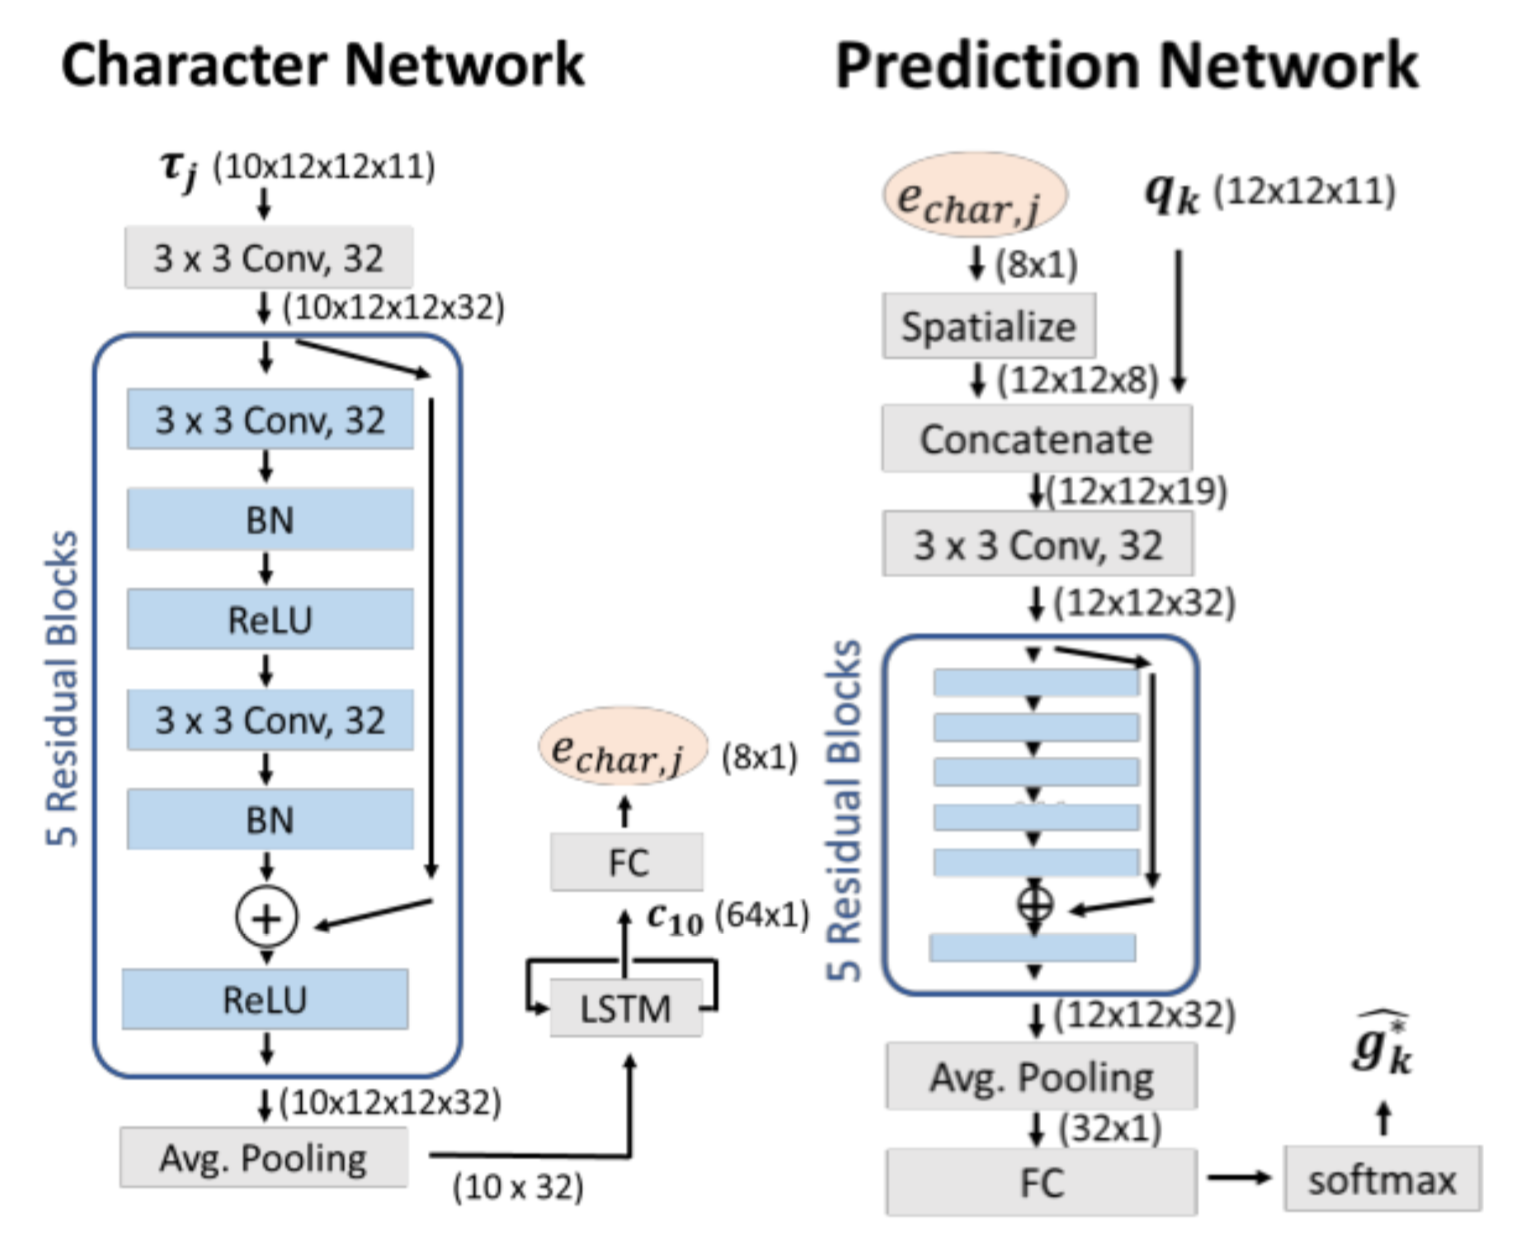 Character Network
τj (10x12x12x11)
3 x 3 Conv, 32
(10x12x12x32)
5 Residual Blocks
3 x 3 Conv, 32
BN
ReLU
3 x 3 Conv, 32
BN
+
ReLU
(10x12x12x32)
Avg. Pooling
(10 x 32)
LSTM
c10 (64x1)
FC
echar,j (8x1)
Prediction Network
echar,j
qk (12x12x11)
(8x1)
Spatialize
(12x12x8)
Concatenate
(12x12x19)
3 x 3 Conv, 32
(12x12x32)
5 Residual Blocks
+
(12x12x32)
Avg. Pooling
(32x1)
FC
softmax
ĝ*k